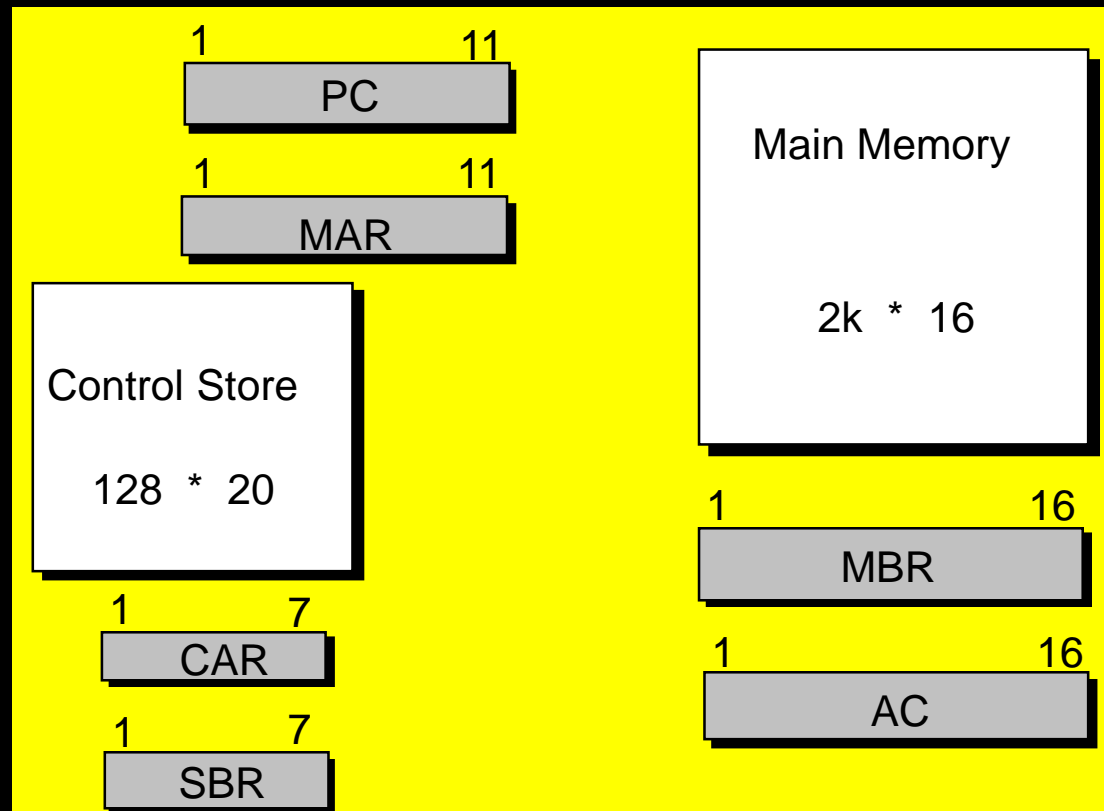 1 11
PC
1 11
MAR
Control Store
128 * 20
1 7
CAR
1 7
SBR
Main Memory
2k * 16
1 16
MBR
1 16
AC